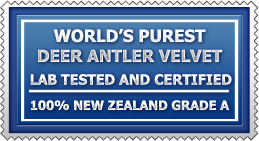 WORLD'S PUREST
DEER ANTLER VELVET
LAB TESTED AND CERTIFIED
100% NEW ZEALAND GRADE A